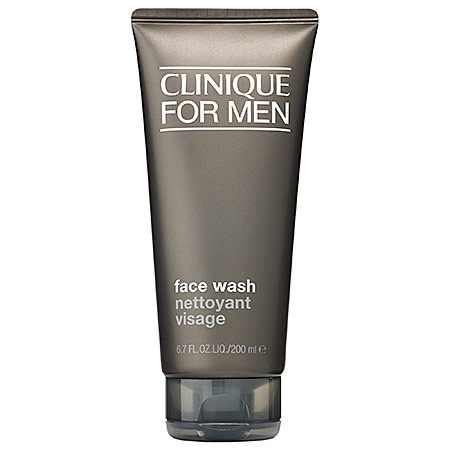 CLINIQUE
FOR MEN
face wash
nettoyant
visage
6.7 FL.OZ.LIQ./200 ml ℮